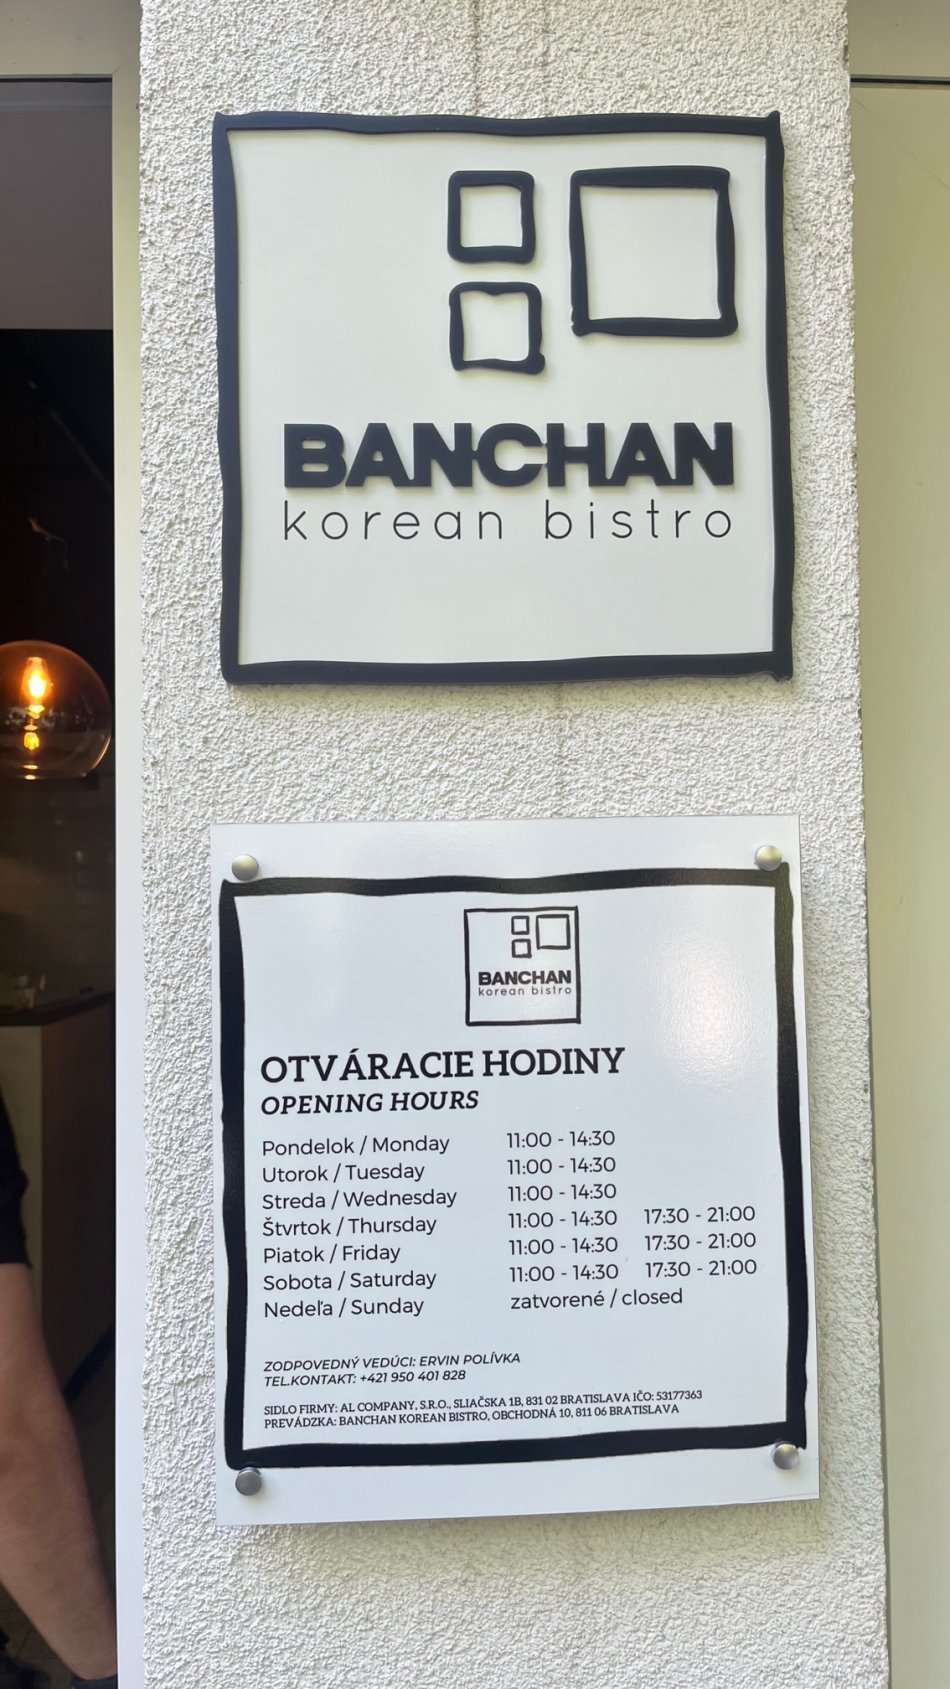 BANCHAN
korean bistro
BANCHAN
korean bistro
OTVÁRACIE HODINY
OPENING HOURS
Pondelok / Monday 11:00 - 14:30
Utorok / Tuesday 11:00 - 14:30
Streda / Wednesday 11:00 - 14:30
Štvrtok / Thursday 11:00 - 14:30 17:30 - 21:00
Piatok / Friday 11:00 - 14:30 17:30 - 21:00
Sobota / Saturday 11:00 - 14:30 17:30 - 21:00
Nedeľa / Sunday zatvorené / closed
ZODPOVEDNÝ VEDÚCI: ERVIN POLÍVKA
TEL.KONTAKT: +421 950 401 828
SIDLO FIRMY: AL COMPANY, S.R.O., SLIAČSKA 1B, 831 02 BRATISLAVA IČO: 53177363
PREVÁDZKA: BANCHAN KOREAN BISTRO, OBCHODNÁ 10, 811 06 BRATISLAVA